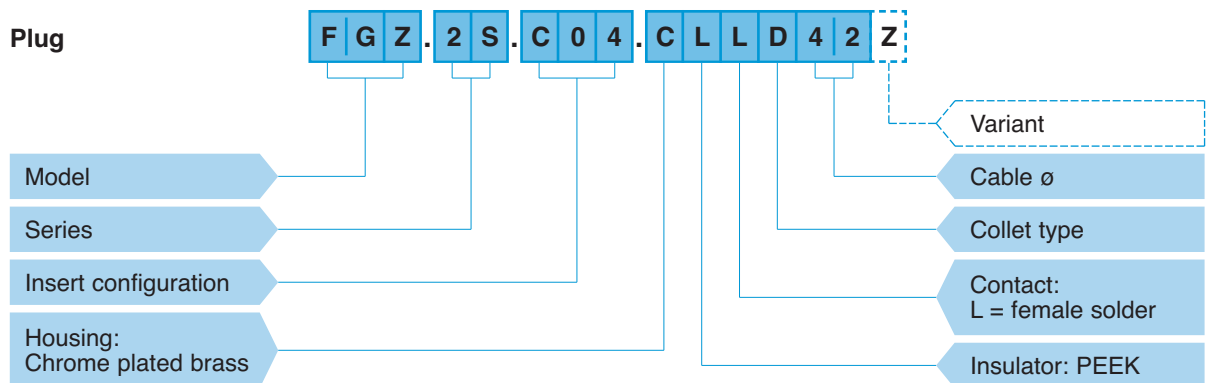 Plug
FGZ.2S.C04.CLLD42Z
Variant
Model
Cable ø
Series
Collet type
Insert configuration
Contact:
L = female solder
Housing:
Chrome plated brass
Insulator: PEEK